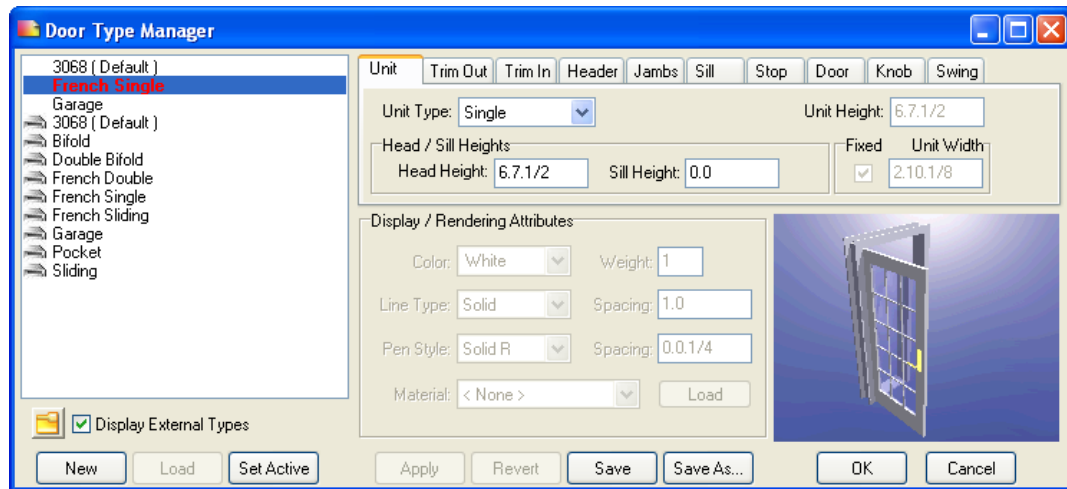 Door Type Manager
3068 ( Default )
French Single
Garage
3068 ( Default )
Bifold
Double Bifold
French Double
French Single
French Sliding
Garage
Pocket
Sliding
Display External Types
New Load Set Active
Unit Trim Out Trim In Header Jambs Sill Stop Door Knob Swing
Unit Type: Single Unit Height: 6.7.1/2
Head / Sill Heights Fixed Unit Width
Head Height: 6.7.1/2 Sill Height: 0.0 2.10.1/8
Display / Rendering Attributes
Color: White Weight: 1
Line Type: Solid Spacing: 1.0
Pen Style: Solid R Spacing: 0.0.1/4
Material: < None > Load
Apply Revert Save Save As... OK Cancel